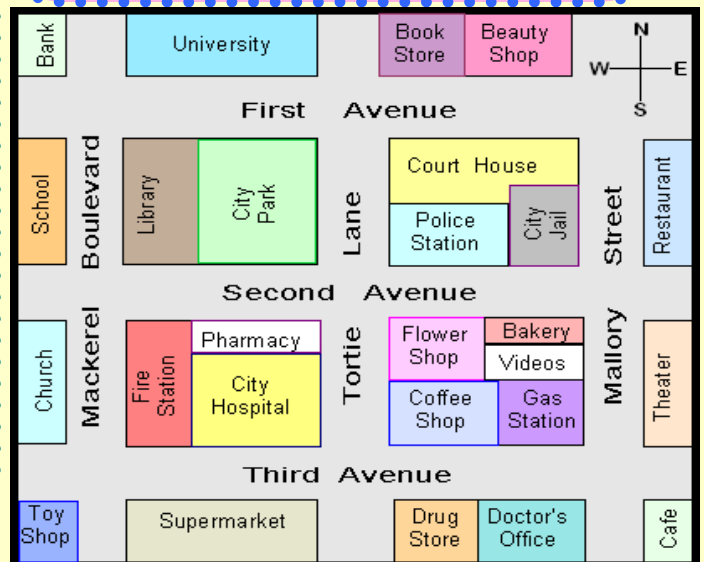 Bank
University
Book
Store
Beauty
Shop
N
W
E
S
First Avenue
School
Boulevard
Library
City
Park
Lane
Court House
Police
Station
City
Jail
Street
Restaurant
Second Avenue
Church
Mackerel
Fire
Station
Pharmacy
City
Hospital
Tortie
Flower
Shop
Bakery
Videos
Coffee
Shop
Gas
Station
Mallory
Theater
Third Avenue
Toy
Shop
Supermarket
Drug
Store
Doctor's
Office
Cafe